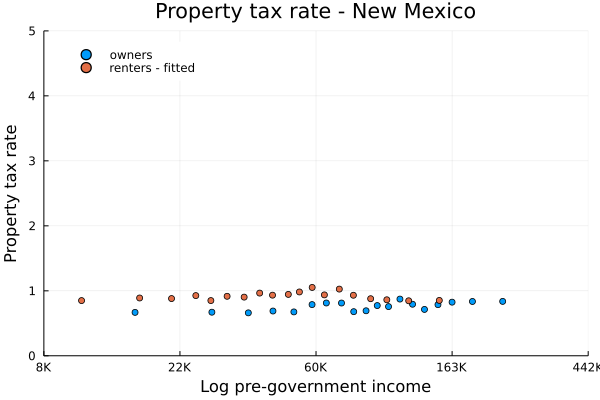 Property tax rate - New Mexico
owners
renters - fitted
Property tax rate
5
4
3
2
1
0
8K 22K 60K 163K 442K
Log pre-government income